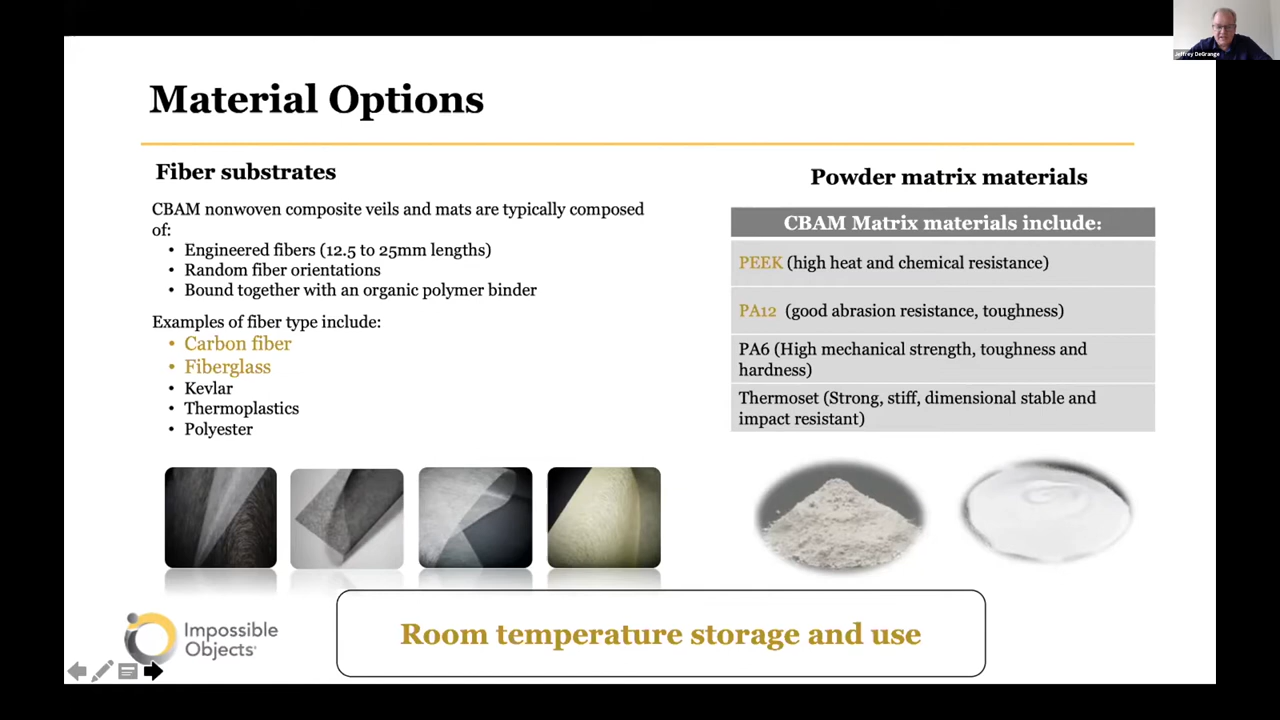 Jeffrey DeGrange
Material Options
Fiber substrates
CBAM nonwoven composite veils and mats are typically composed
of:
• Engineered fibers (12.5 to 25mm lengths)
• Random fiber orientations
• Bound together with an organic polymer binder
Examples of fiber type include:
• Carbon fiber
• Fiberglass
• Kevlar
• Thermoplastics
• Polyester
Powder matrix materials
CBAM Matrix materials include:
PEEK (high heat and chemical resistance)
PA12 (good abrasion resistance, toughness)
PA6 (High mechanical strength, toughness and
hardness)
Thermoset (Strong, stiff, dimensional stable and
impact resistant)
Impossible
Objects
Room temperature storage and use